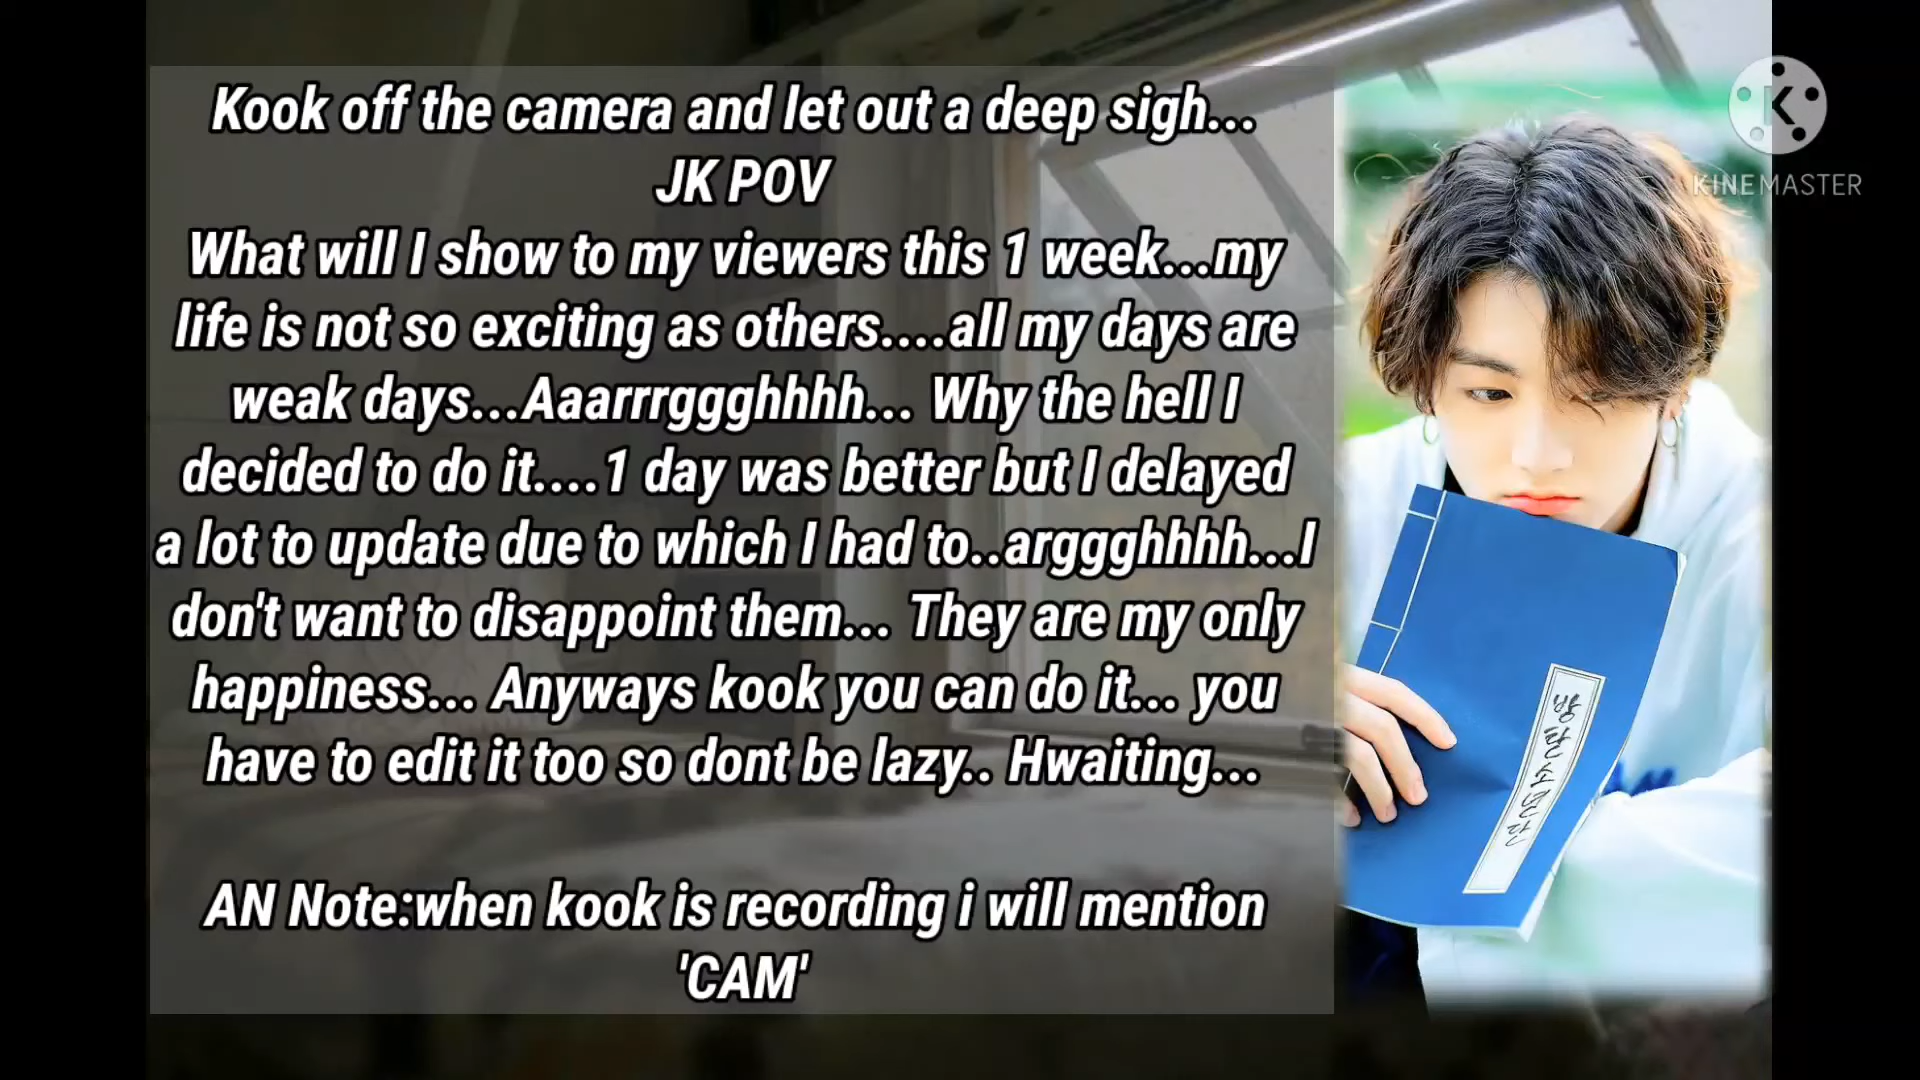 Kook off the camera and let out a deep sigh...
JK POV
What will I show to my viewers this 1 week...my
life is not so exciting as others....all my days are
weak days...Aaarrrggghhhh... Why the hell I
decided to do it....1 day was better but I delayed
a lot to update due to which I had to..arggghhhh...I
don't want to disappoint them... They are my only
happiness... Anyways kook you can do it... you
have to edit it too so dont be lazy.. Hwaiting...
AN Note:when kook is recording i will mention
'CAM'
K
KINEMASTER